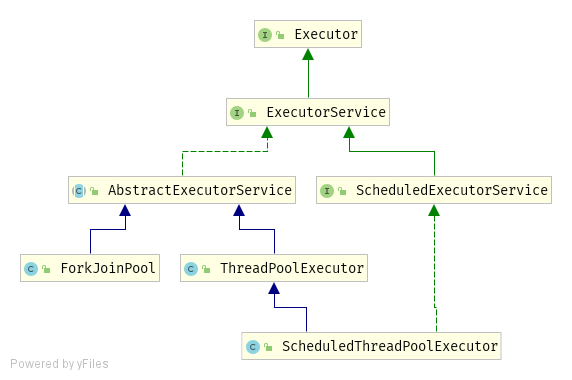 Executor
ExecutorService
AbstractExecutorService
ScheduledExecutorService
ForkJoinPool
ThreadPoolExecutor
ScheduledThreadPoolExecutor
Powered by yFiles